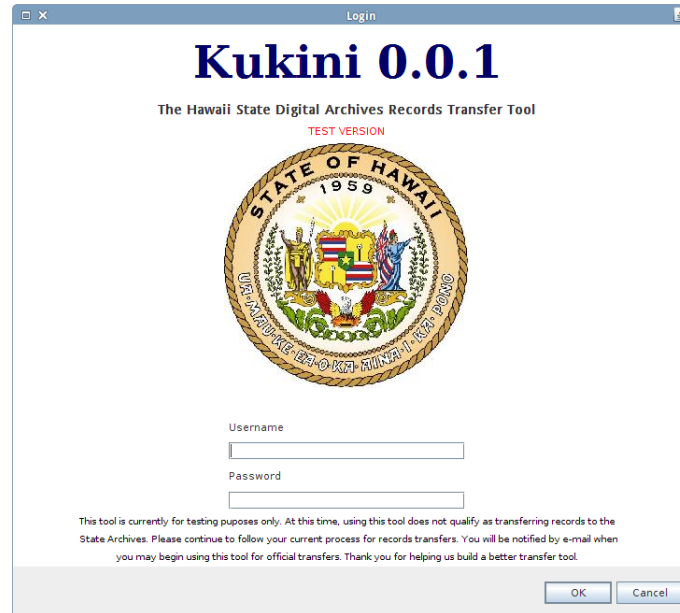 Login
Kukini 0.0.1
The Hawaii State Digital Archives Records Transfer Tool
TEST VERSION
STATE OF HAWAII
1959
UA·MAU·KE·EA·O·KA·AINA·I·KA·PONO
Username
Password
This tool is currently for testing puposes only. At this time, using this tool does not qualify as transferring records to the
State Archives. Please continue to follow your current process for records transfers. You will be notified by e-mail when
you may begin using this tool for official transfers. Thank you for helping us build a better transfer tool.
OK
Cancel